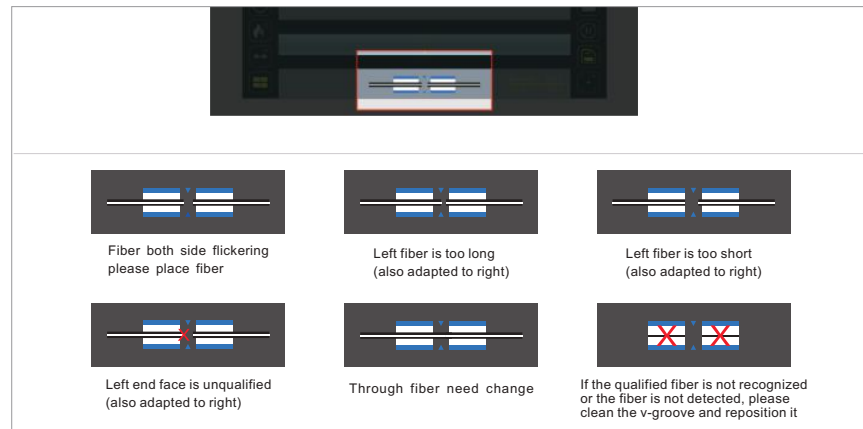 Fiber both side flickering
please place fiber
Left fiber is too long
(also adapted to right)
Left fiber is too short
(also adapted to right)
Left end face is unqualified
(also adapted to right)
Through fiber need change
If the qualified fiber is not recognized
or the fiber is not detected, please
clean the v-groove and reposition it